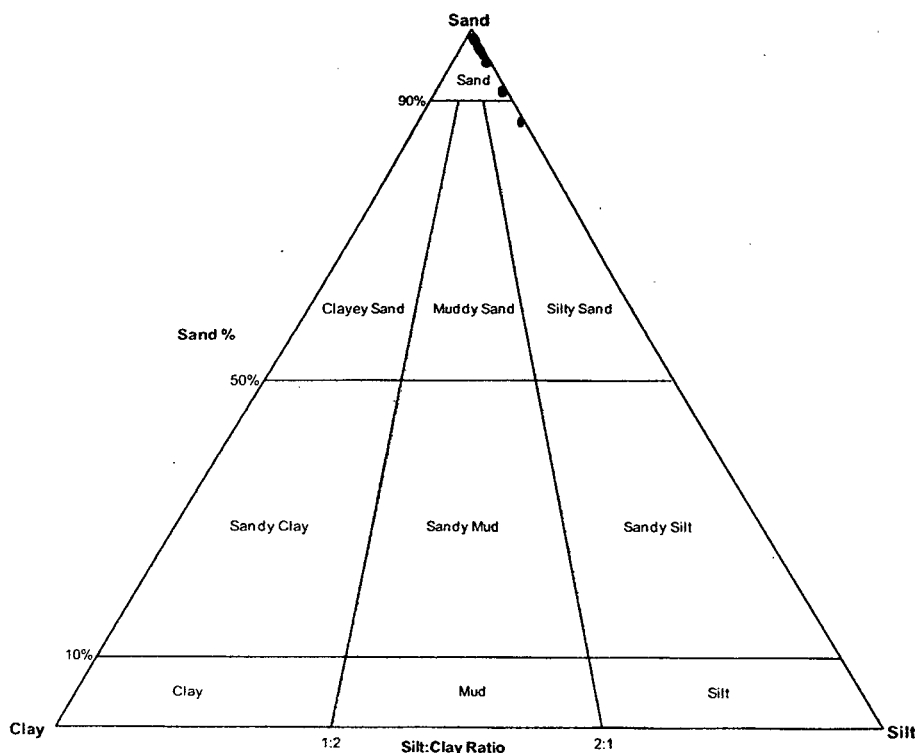 Sand
Sand
90%
Clayey Sand Muddy Sand Silty Sand
Sand %
50%
Sandy Clay Sandy Mud Sandy Silt
10%
Clay Mud Silt
Clay Silt
1:2 Silt:Clay Ratio 2:1